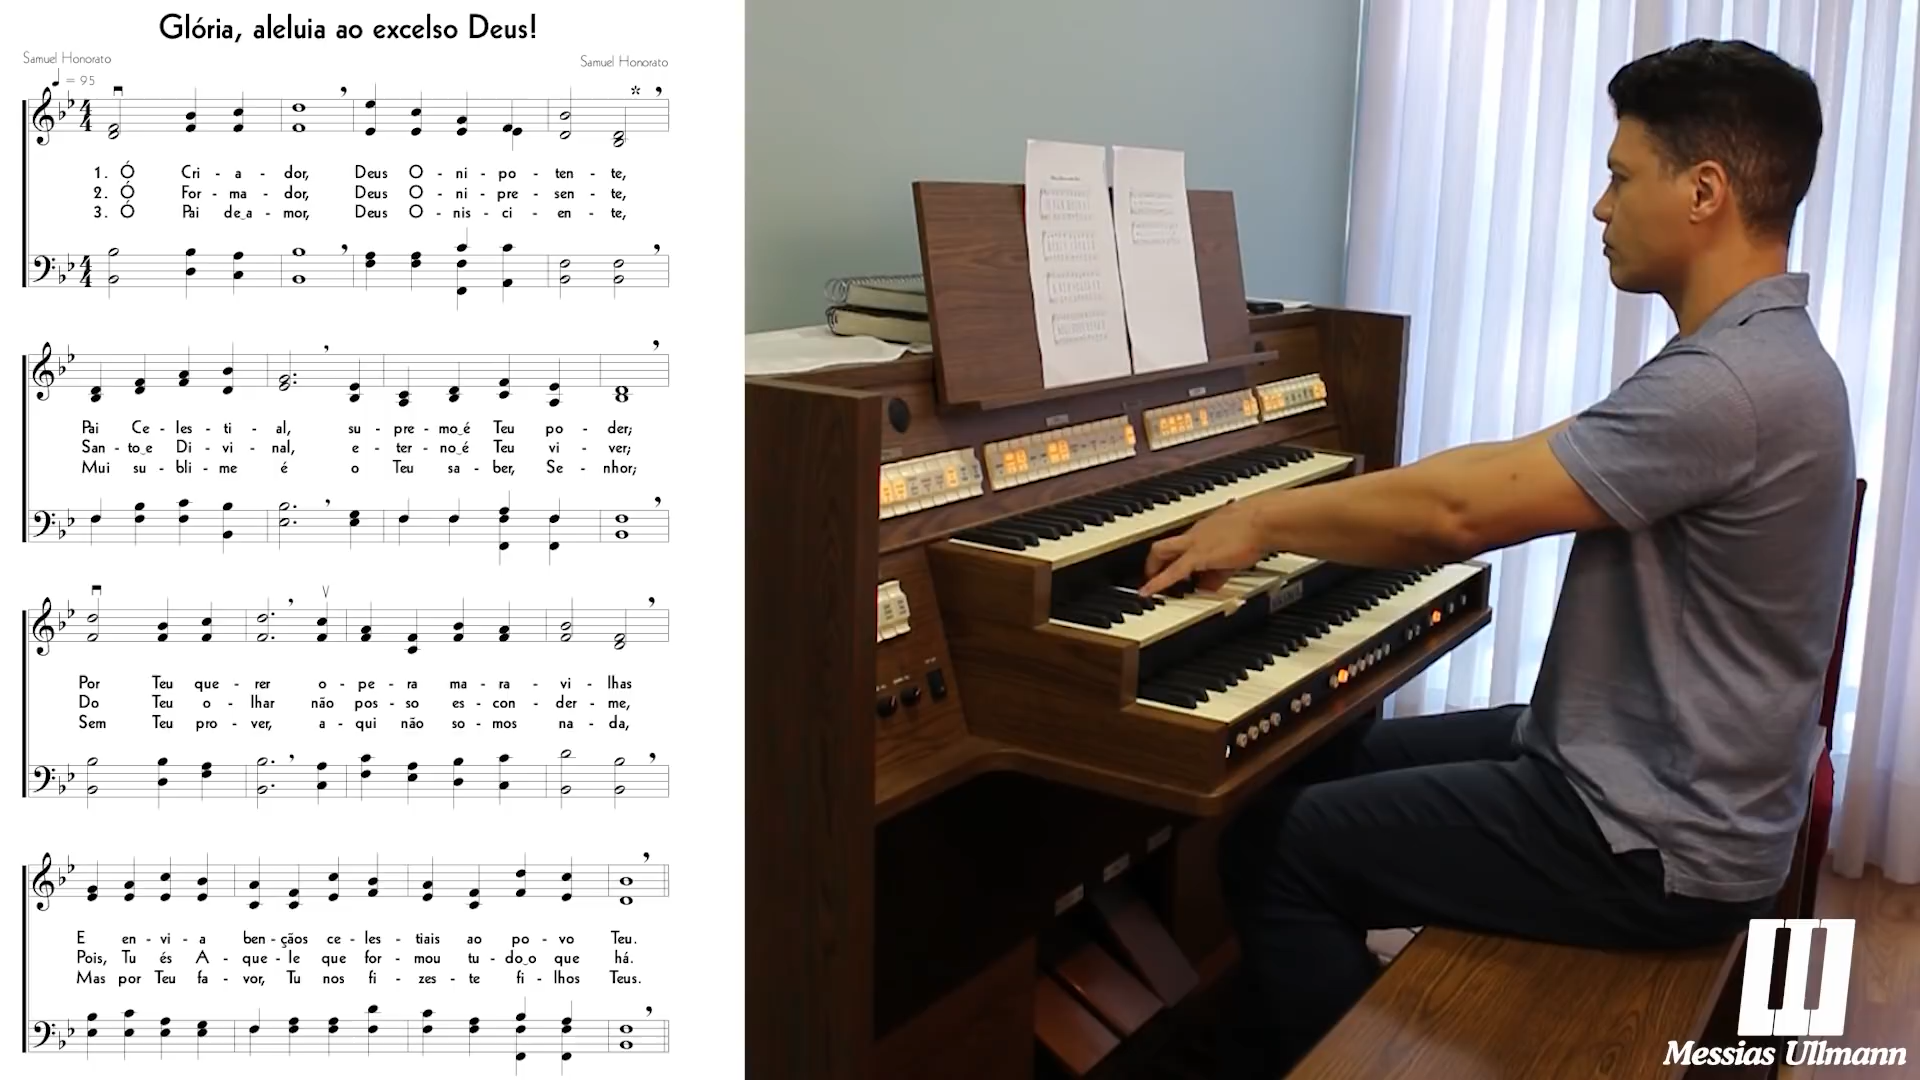 Glória, aleluia ao excelso Deus!
Samuel Honorato
Samuel Honorato
= 95
1. Ó Cri - a - dor, Deus O - ni - po - ten - te,
2. Ó For - ma - dor, Deus O - ni - pre - sen - te,
3. Ó Pai de‿a - mor, Deus O - nis - ci - en - te,
Pai Ce - les - ti - al, su - pre - mo‿é Teu po - der;
San - to‿e Di - vi - nal, e - ter - no‿é Teu vi - ver;
Mui su - bli - me é o Teu sa - ber, Se - nhor;
Por Teu que - rer o - pe - ra ma - ra - vi - lhas
Do Teu o - lhar não pos - so es - con - der - me,
Sem Teu pro - ver, a - qui não so - mos na - da,
E en - vi - a ben - çãos ce - les - tiais ao po - vo Teu.
Pois, Tu és A - que - le que for - mou tu - do‿o que há.
Mas por Teu fa - vor, Tu nos fi - zes - te fi - lhos Teus.
Messias Ullmann